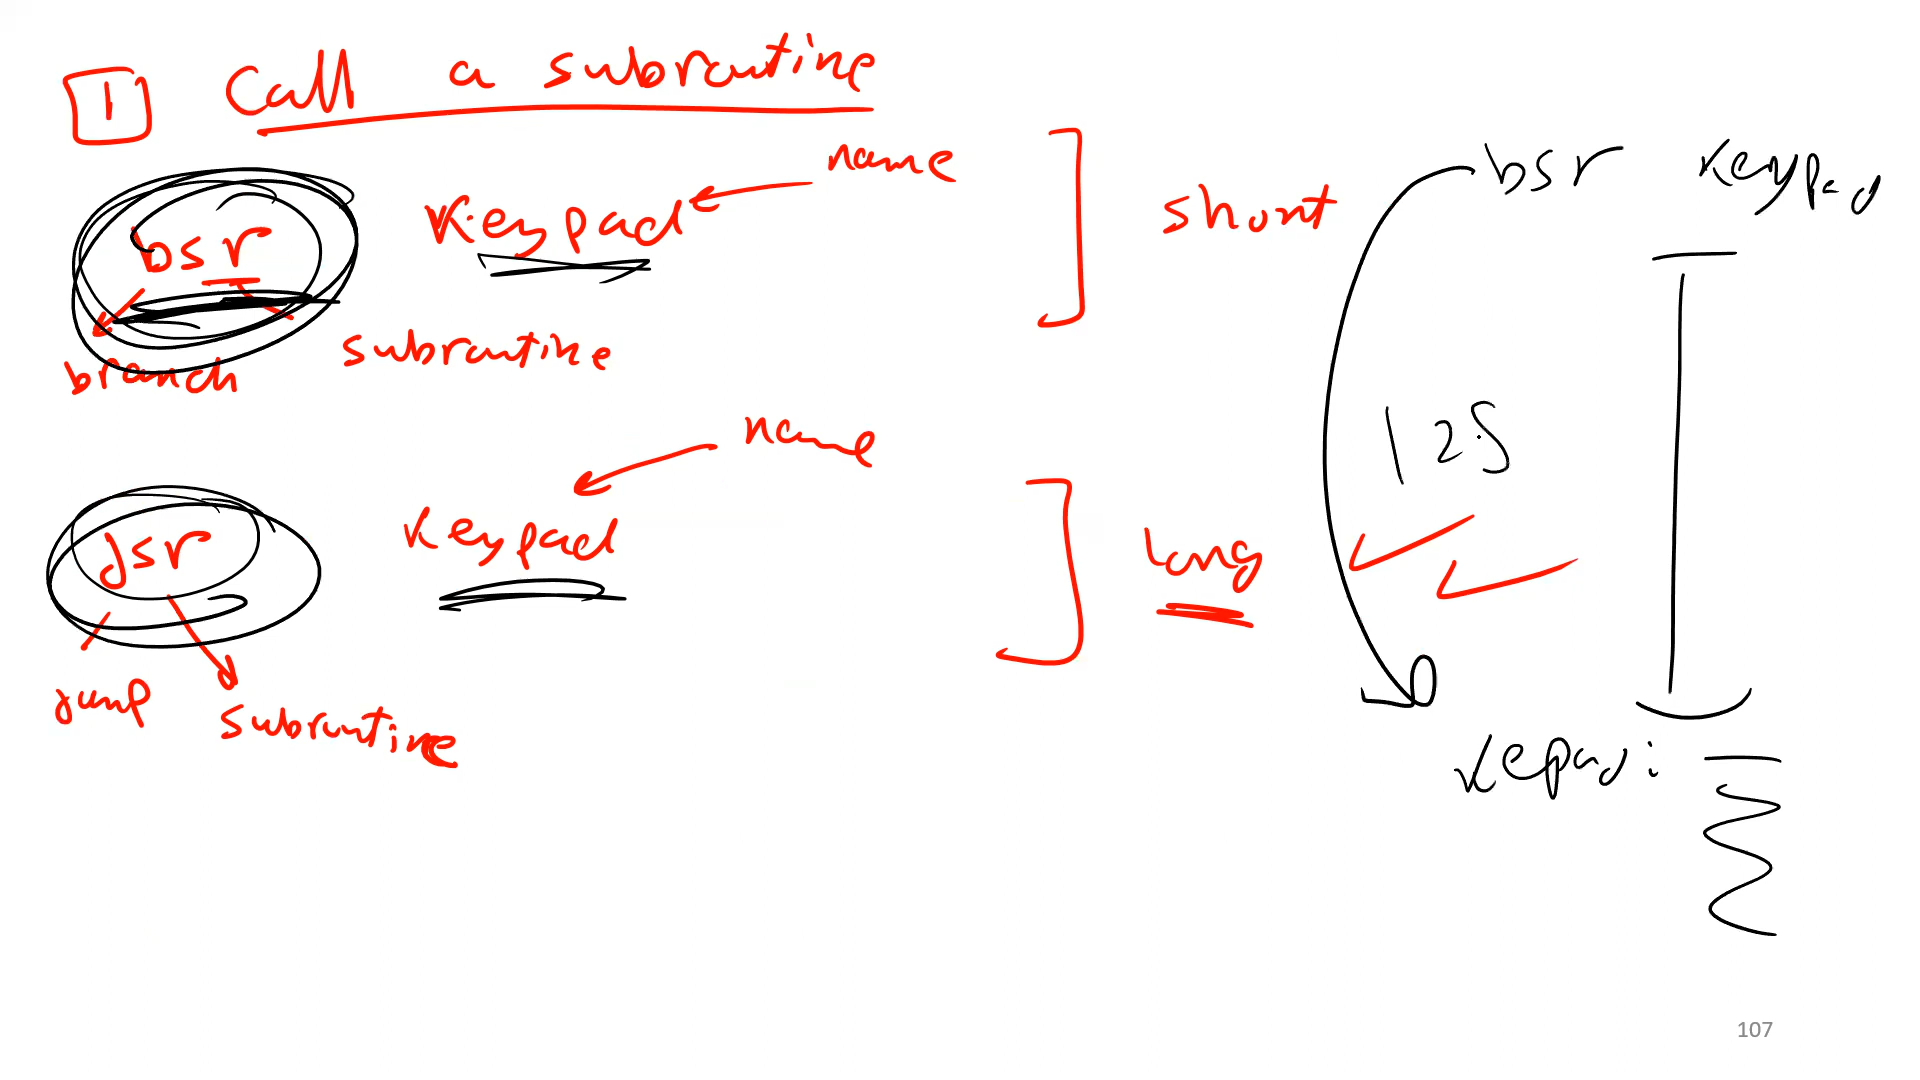 1 Call a subroutine
name
bsr Keypad
short
branch subroutine
name
jsr Keypad
long
jump subroutine
bsr Keypad
125
Kepad:
107